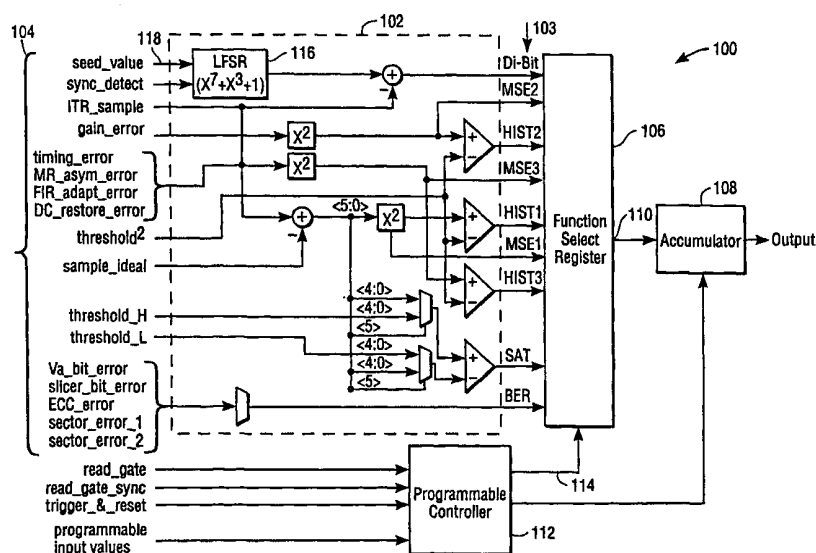 104
118
102
103
100
seed_value
sync_detect
ITR_sample
gain_error
timing_error
MR_asym_error
FIR_adapt_error
DC_restore_error
threshold²
sample_ideal
threshold_H
threshold_L
Va_bit_error
slicer_bit_error
ECC_error
sector_error_1
sector_error_2
read_gate
read_gate_sync
trigger_&_reset
programmable
input values
LFSR
(X⁷+X³+1)
116
+
−
X²
X²
+
−
<5:0>
X²
<4:0>
<4:0>
<5>
<4:0>
<4:0>
<5>
+
−
+
−
+
−
+
−
Di-Bit
MSE2
HIST2
MSE3
HIST1
MSE1
HIST3
SAT
BER
106
Function
Select
Register
110
108
Accumulator
Output
114
Programmable
Controller
112